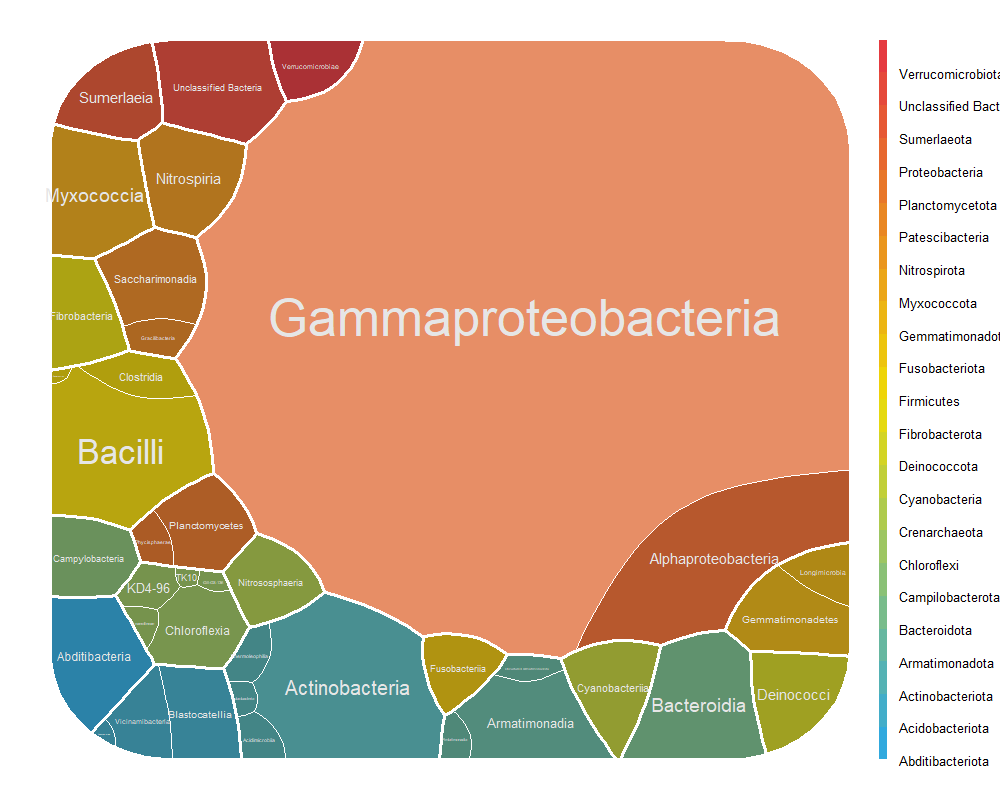 Verrucomicrobiae
Unclassified Bacteria
Sumerlaeia
Nitrospiria
Myxococcia
Saccharimonadia
Fibrobacteria
Gracilibacteria
Clostridia
Gammaproteobacteria
Bacilli
Planctomycetes
Phycisphaerae
Campylobacteria
Alphaproteobacteria
Longimicrobia
KD4-96
TK10
Nitrososphaeria
Gemmatimonadetes
Chloroflexia
Abditibacteria
Thermoleophilia
Fusobacteriia
Actinobacteria
Cyanobacteriia
Bacteroidia
Deinococci
Vicinamibacteria
Blastocatellia
Armatimonadia
Acidimicrobiia
Verrucomicrobiota
Unclassified Bact
Sumerlaeota
Proteobacteria
Planctomycetota
Patescibacteria
Nitrospirota
Myxococcota
Gemmatimonadot
Fusobacteriota
Firmicutes
Fibrobacterota
Deinococcota
Cyanobacteria
Crenarchaeota
Chloroflexi
Campilobacterota
Bacteroidota
Armatimonadota
Actinobacteriota
Acidobacteriota
Abditibacteriota